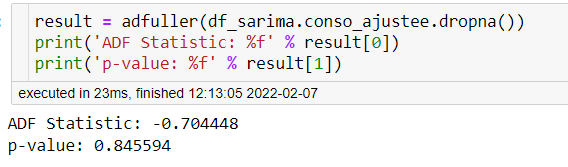 result = adfuller(df_sarima.conso_ajustee.dropna())
print('ADF Statistic: %f' % result[0])
print('p-value: %f' % result[1])
executed in 23ms, finished 12:13:05 2022-02-07
ADF Statistic: -0.704448
p-value: 0.845594